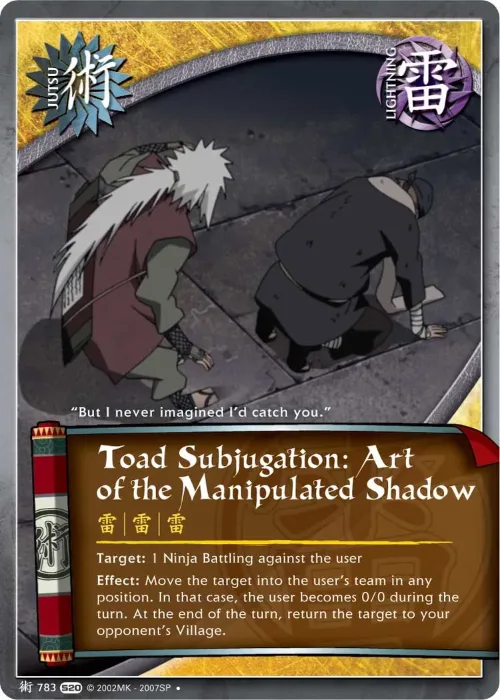 JUTSU
術
LIGHTNING
雷
"But I never imagined I'd catch you."
Toad Subjugation: Art
of the Manipulated Shadow
雷|雷|雷
術
Target: 1 Ninja Battling against the user
Effect: Move the target into the user's team in any
position. In that case, the user becomes 0/0 during the
turn. At the end of the turn, return the target to your
opponent's Village.
術 783 S20 © 2002MK - 2007SP •